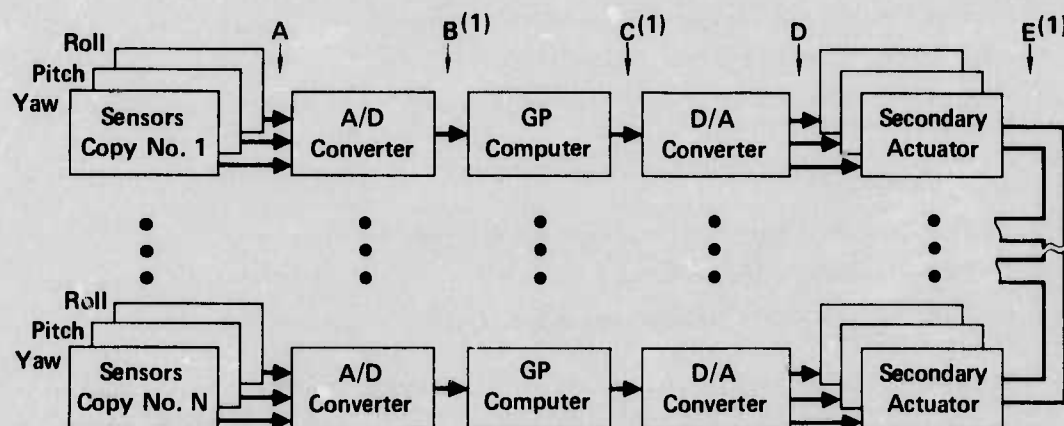 A B(1) C(1) D E(1)
Roll
Pitch
Yaw
Sensors
Copy No. 1
A/D
Converter
GP
Computer
D/A
Converter
Secondary
Actuator
Roll
Pitch
Yaw
Sensors
Copy No. N
A/D
Converter
GP
Computer
D/A
Converter
Secondary
Actuator